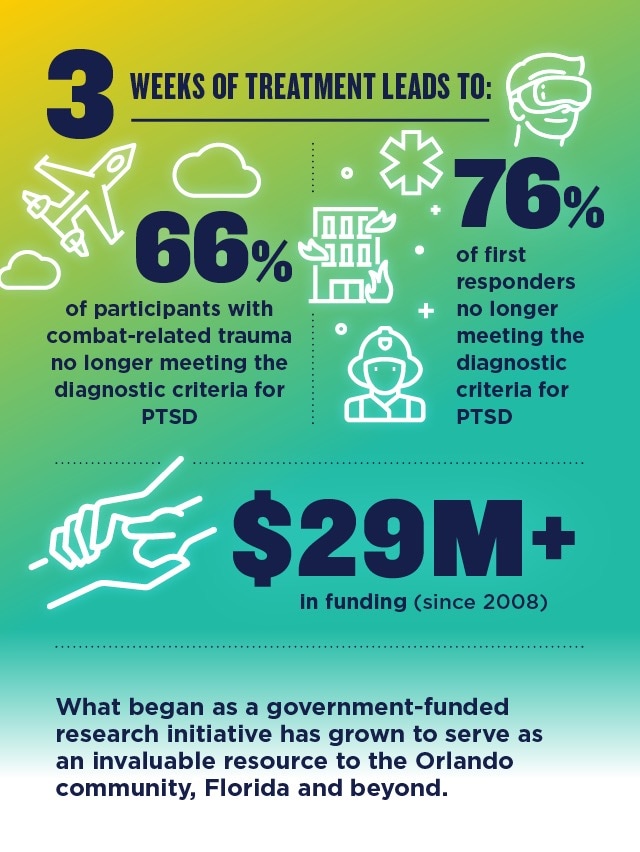 3 WEEKS OF TREATMENT LEADS TO:
66%
of participants with
combat-related trauma
no longer meeting the
diagnostic criteria for
PTSD
76%
of first
responders
no longer
meeting the
diagnostic
criteria for
PTSD
$29M+
in funding (since 2008)
What began as a government-funded
research initiative has grown to serve as
an invaluable resource to the Orlando
community, Florida and beyond.